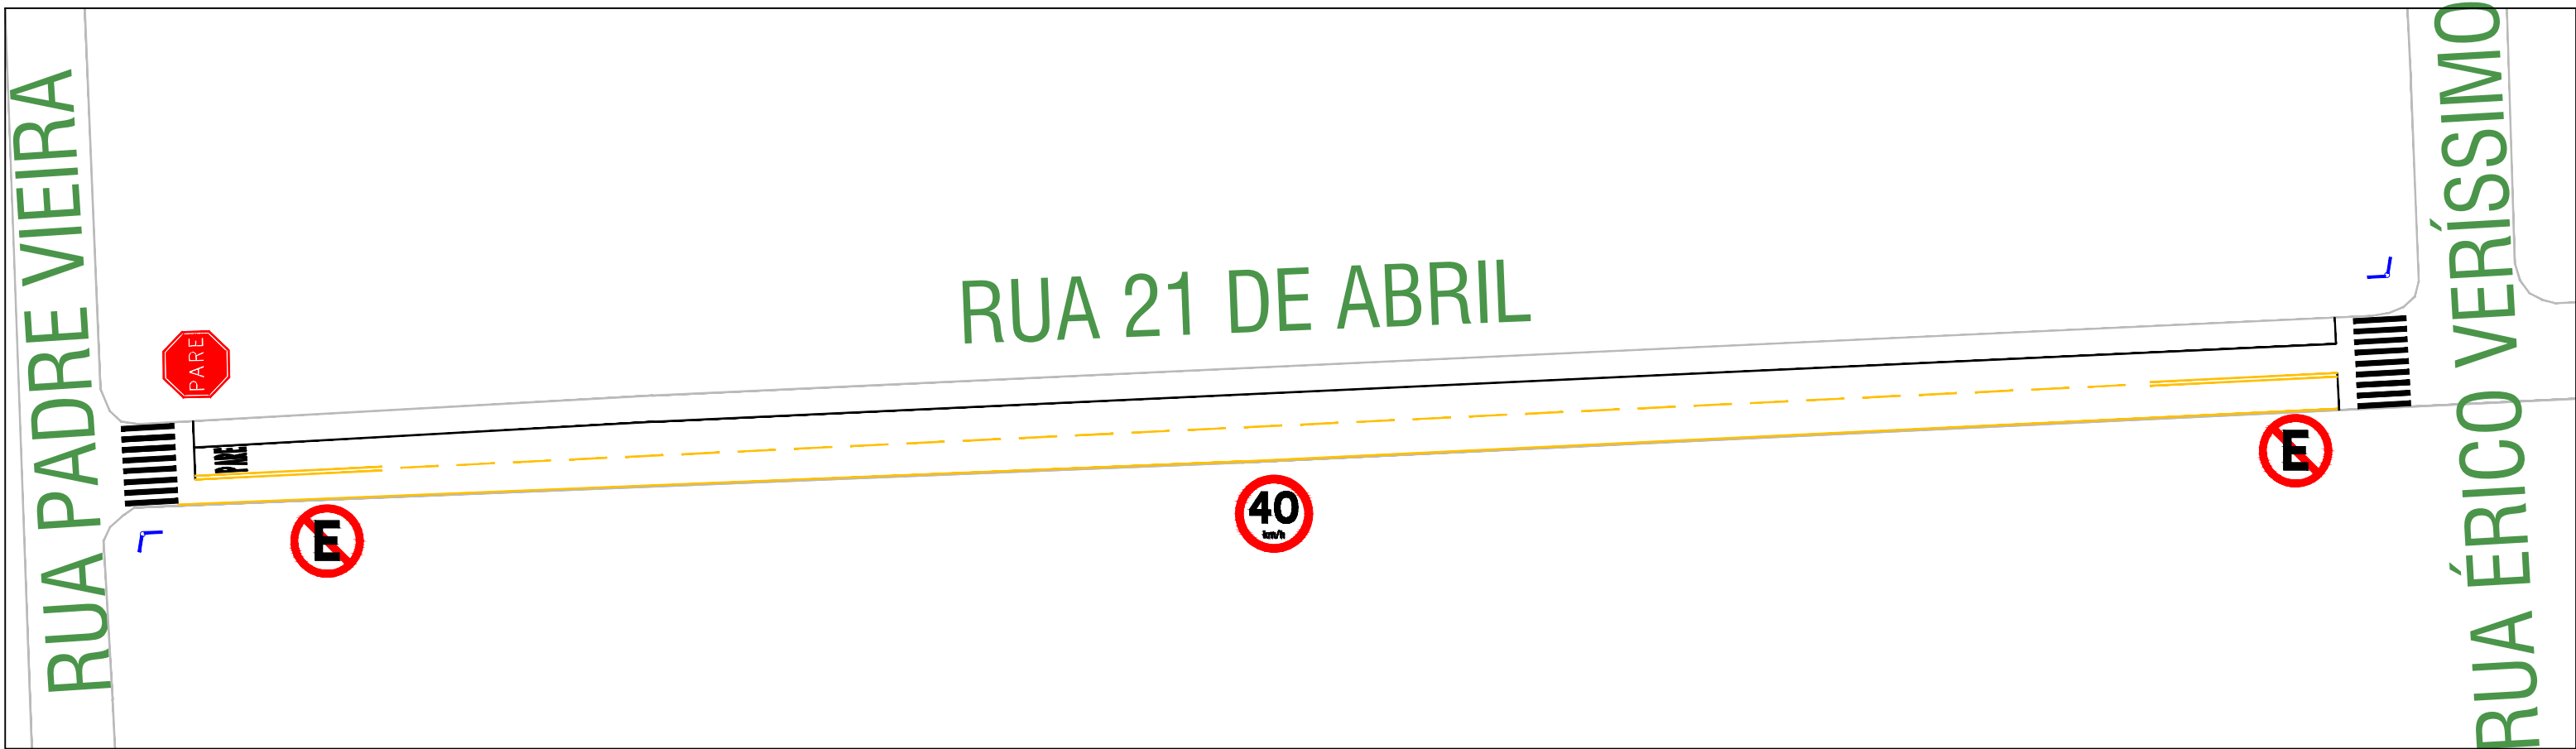 RUA PADRE VIEIRA
PARE
PARE
E
RUA 21 DE ABRIL
40
km/h
E
RUA ÉRICO VERÍSSIMO